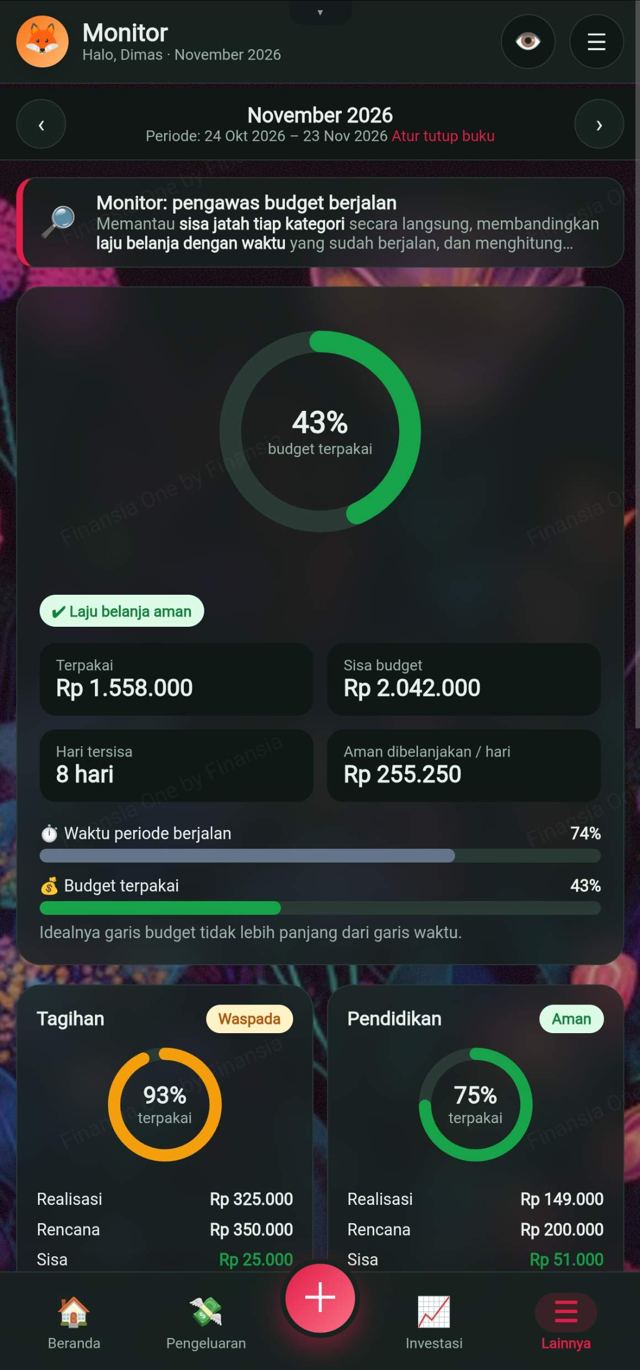 Monitor
Halo, Dimas · November 2026
November 2026
Periode: 24 Okt 2026 – 23 Nov 2026 Atur tutup buku
Monitor: pengawas budget berjalan
Memantau sisa jatah tiap kategori secara langsung, membandingkan
laju belanja dengan waktu yang sudah berjalan, dan menghitung…
43%
budget terpakai
✔ Laju belanja aman
Terpakai
Rp 1.558.000
Sisa budget
Rp 2.042.000
Hari tersisa
8 hari
Aman dibelanjakan / hari
Rp 255.250
Waktu periode berjalan 74%
Budget terpakai 43%
Idealnya garis budget tidak lebih panjang dari garis waktu.
Tagihan Waspada
93%
terpakai
Realisasi Rp 325.000
Rencana Rp 350.000
Sisa Rp 25.000
Pendidikan Aman
75%
terpakai
Realisasi Rp 149.000
Rencana Rp 200.000
Sisa Rp 51.000
Beranda
Pengeluaran
Investasi
Lainnya
Finansia One by Finansia